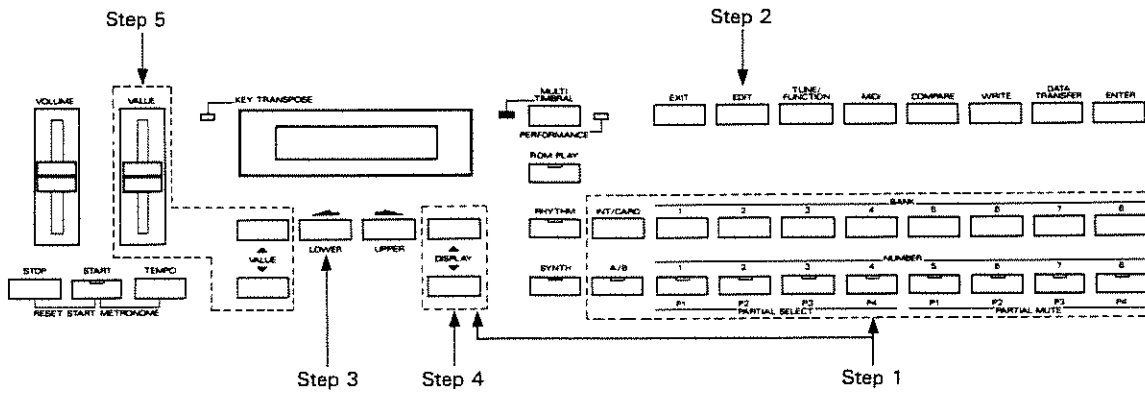 Step 5
Step 2
VOLUME
VALUE
KEY TRANSPOSE
MULTI TIMBRAL
PERFORMANCE
EXIT
EDIT
TUNE/FUNCTION
MIDI
COMPARE
WRITE
DATA TRANSFER
ENTER
ROM PLAY
RHYTHM
INT/CARD
BANK
1 2 3 4 5 6 7 8
LOWER
UPPER
VALUE
DISPLAY
SYNTH
A/B
NUMBER
1 2 3 4 5 6 7 8
P1 P2 P3 P4 P1 P2 P3 P4
PARTIAL SELECT
PARTIAL MUTE
STOP
START
TEMPO
RESET START METRONOME
Step 3
Step 4
Step 1